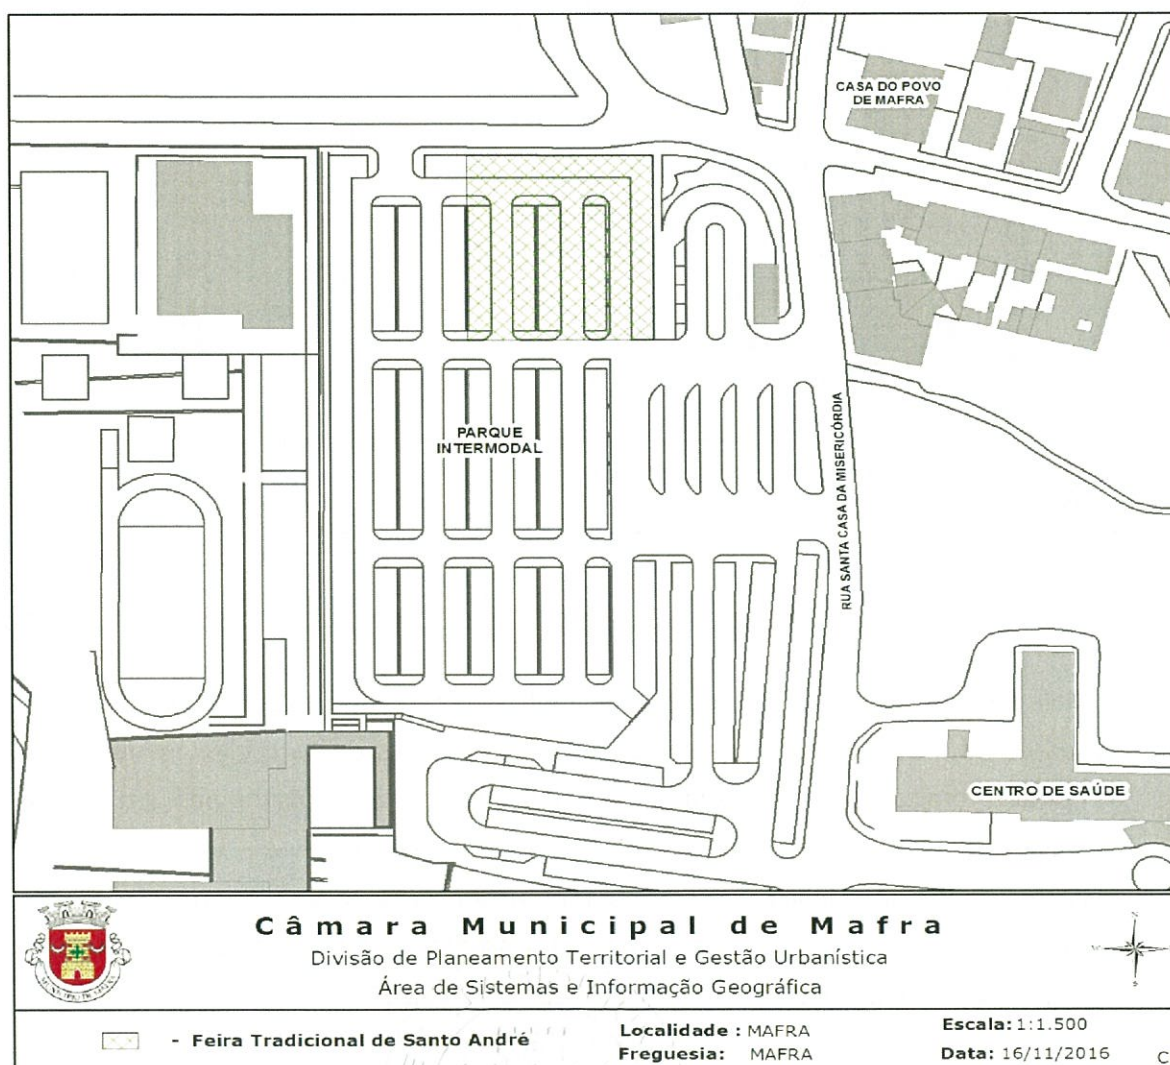 CASA DO POVO
DE MAFRA
PARQUE
INTERMODAL
RUA SANTA CASA DA MISERICÓRDIA
CENTRO DE SAÚDE
Câmara Municipal de Mafra
Divisão de Planeamento Territorial e Gestão Urbanística
Área de Sistemas e Informação Geográfica
- Feira Tradicional de Santo André
Localidade : MAFRA
Freguesia: MAFRA
Escala: 1:1.500
Data: 16/11/2016